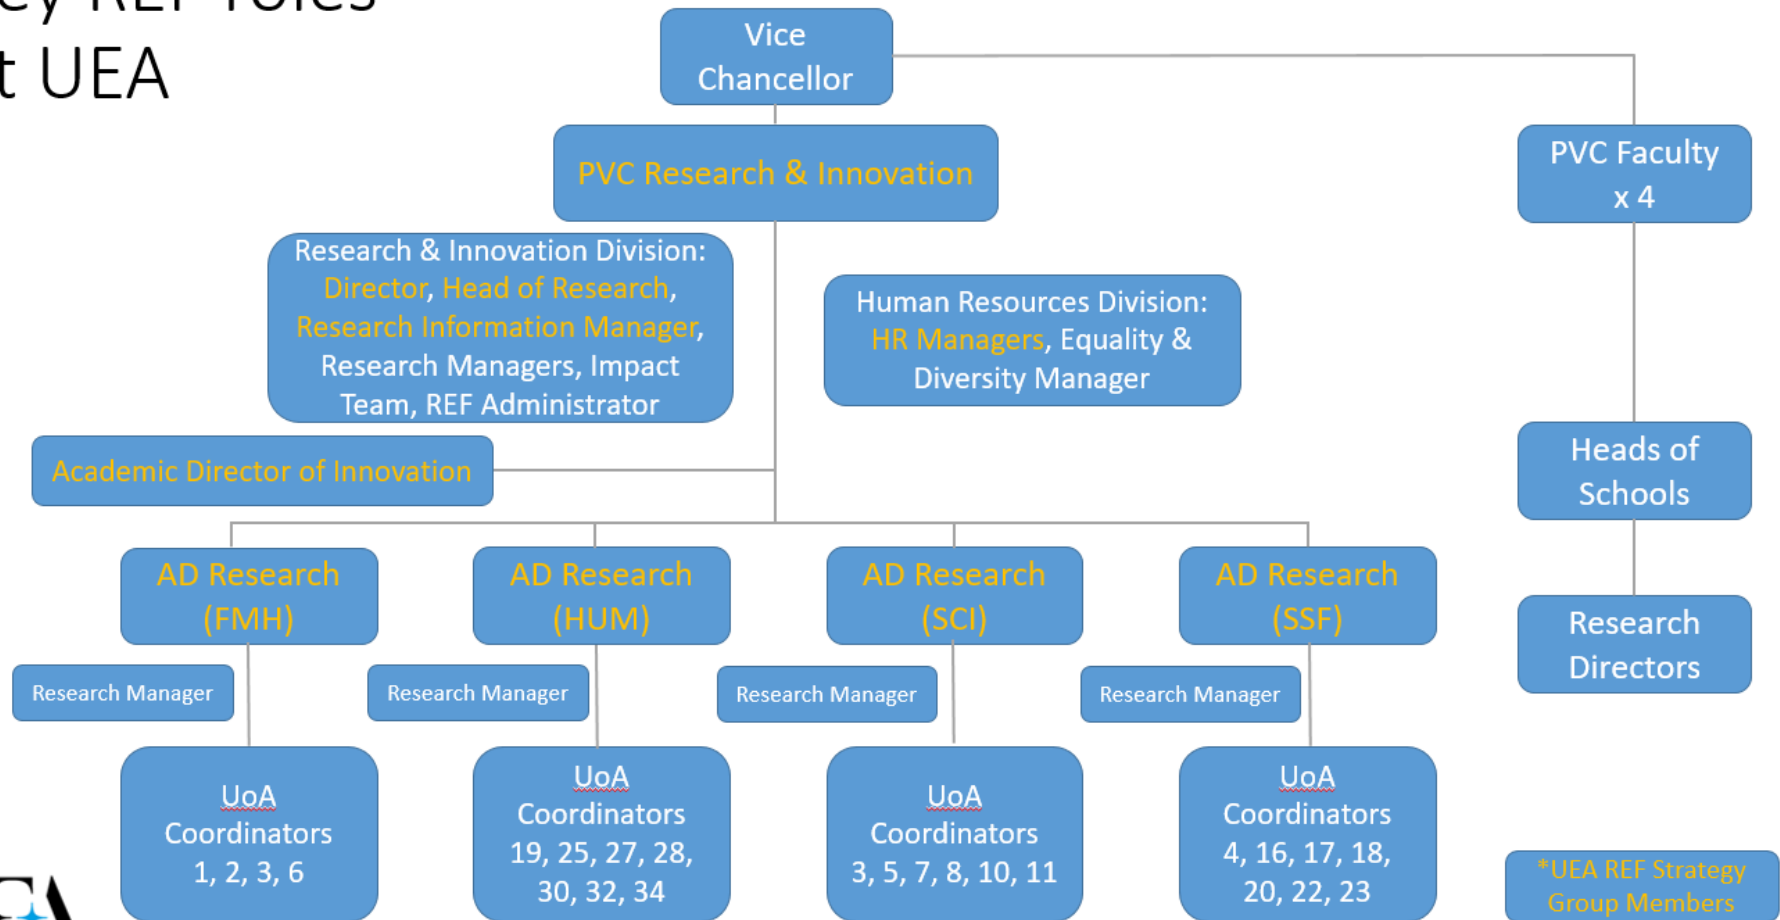 REF roles
t UEA
Vice
Chancellor
PVC Research & Innovation
PVC Faculty
x 4
Research & Innovation Division:
Director, Head of Research,
Research Information Manager,
Research Managers, Impact
Team, REF Administrator
Human Resources Division:
HR Managers, Equality &
Diversity Manager
Academic Director of Innovation
Heads of
Schools
AD Research
(FMH)
AD Research
(HUM)
AD Research
(SCI)
AD Research
(SSF)
Research
Directors
Research Manager
Research Manager
Research Manager
Research Manager
UoA
Coordinators
1, 2, 3, 6
UoA
Coordinators
19, 25, 27, 28,
30, 32, 34
UoA
Coordinators
3, 5, 7, 8, 10, 11
UoA
Coordinators
4, 16, 17, 18,
20, 22, 23
*UEA REF Strategy
Group Members